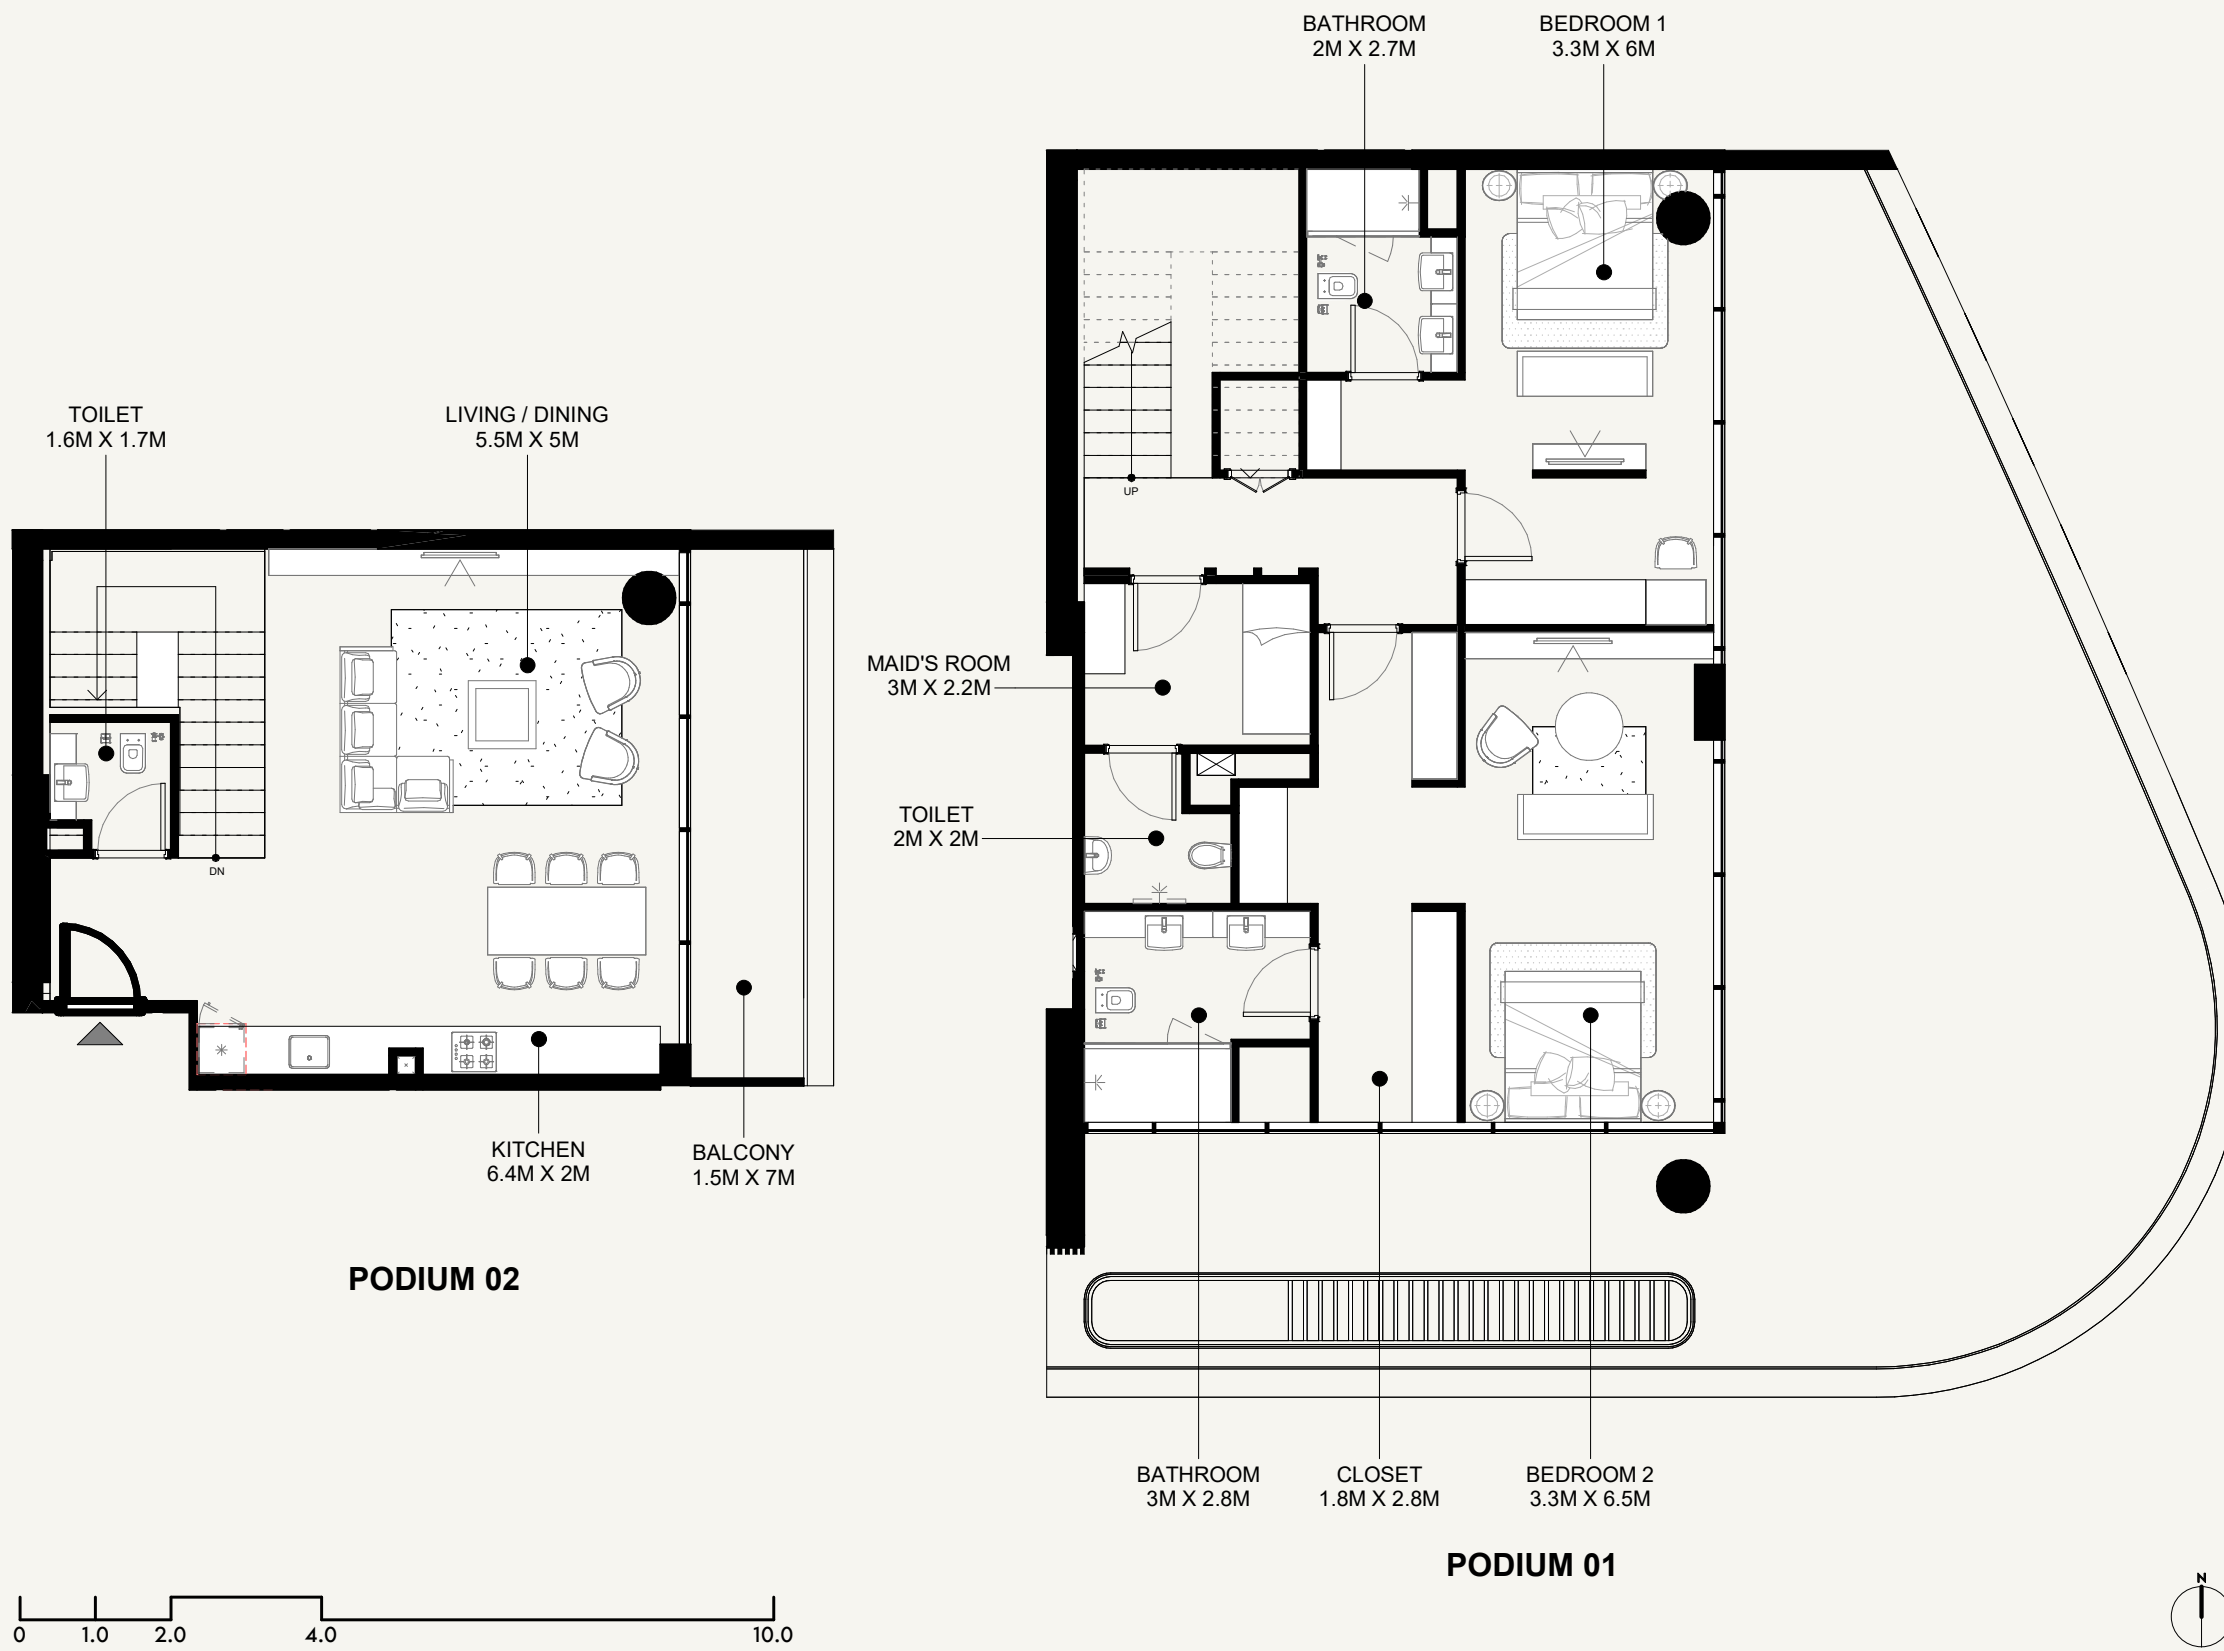 BATHROOM
2M X 2.7M
BEDROOM 1
3.3M X 6M
TOILET
1.6M X 1.7M
LIVING / DINING
5.5M X 5M
UP
MAID'S ROOM
3M X 2.2M
TOILET
2M X 2M
DN
KITCHEN
6.4M X 2M
BALCONY
1.5M X 7M
PODIUM 02
BATHROOM
3M X 2.8M
CLOSET
1.8M X 2.8M
BEDROOM 2
3.3M X 6.5M
PODIUM 01
0 1.0 2.0 4.0 10.0
N